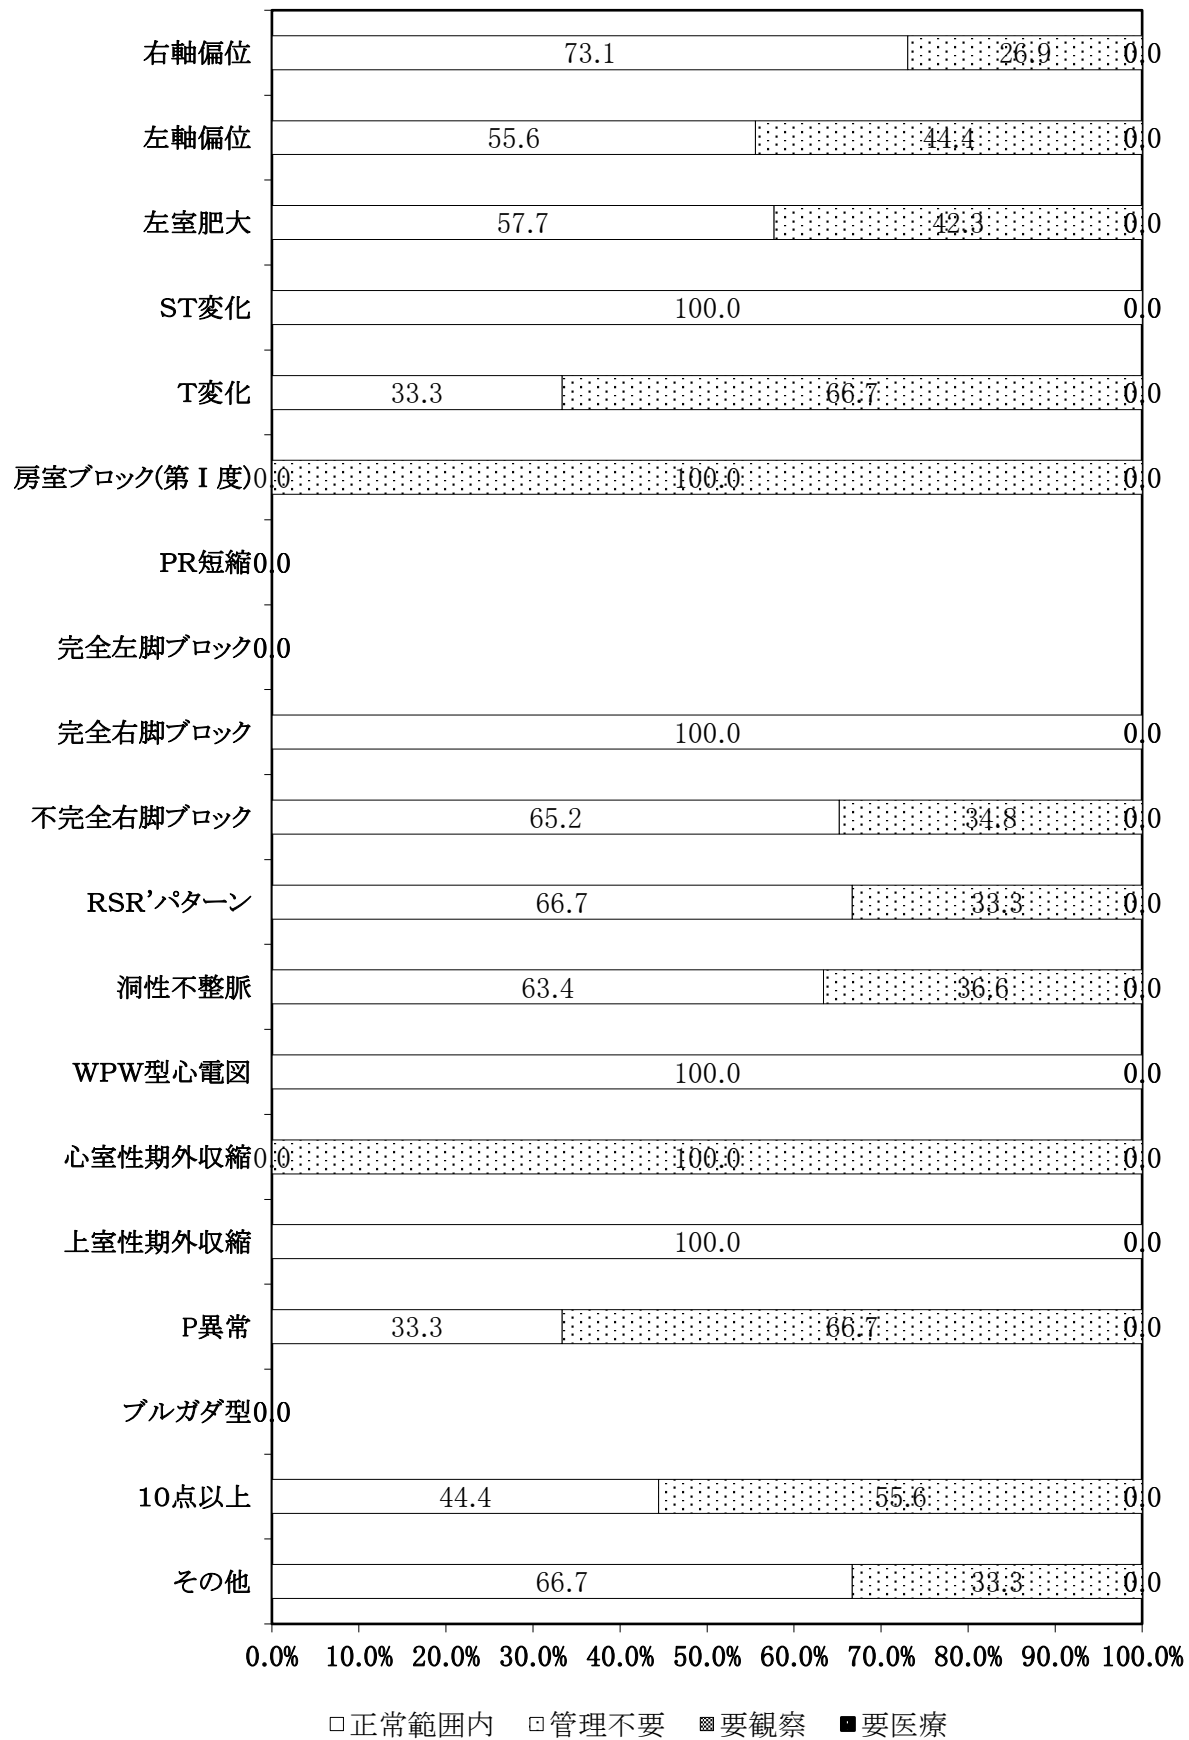 右軸偏位 73.1 26.9 0.0
左軸偏位 55.6 44.4 0.0
左室肥大 57.7 42.3 0.0
ST変化 100.0 0.0
T変化 33.3 66.7 0.0
房室ブロック(第Ⅰ度) 0.0 100.0 0.0
PR短縮 0.0
完全左脚ブロック 0.0
完全右脚ブロック 100.0 0.0
不完全右脚ブロック 65.2 34.8 0.0
RSR’パターン 66.7 33.3 0.0
洞性不整脈 63.4 36.6 0.0
WPW型心電図 100.0 0.0
心室性期外収縮 0.0 100.0 0.0
上室性期外収縮 100.0 0.0
P異常 33.3 66.7 0.0
ブルガダ型 0.0
10点以上 44.4 55.6 0.0
その他 66.7 33.3 0.0
0.0% 10.0% 20.0% 30.0% 40.0% 50.0% 60.0% 70.0% 80.0% 90.0% 100.0%
正常範囲内 管理不要 要観察 要医療